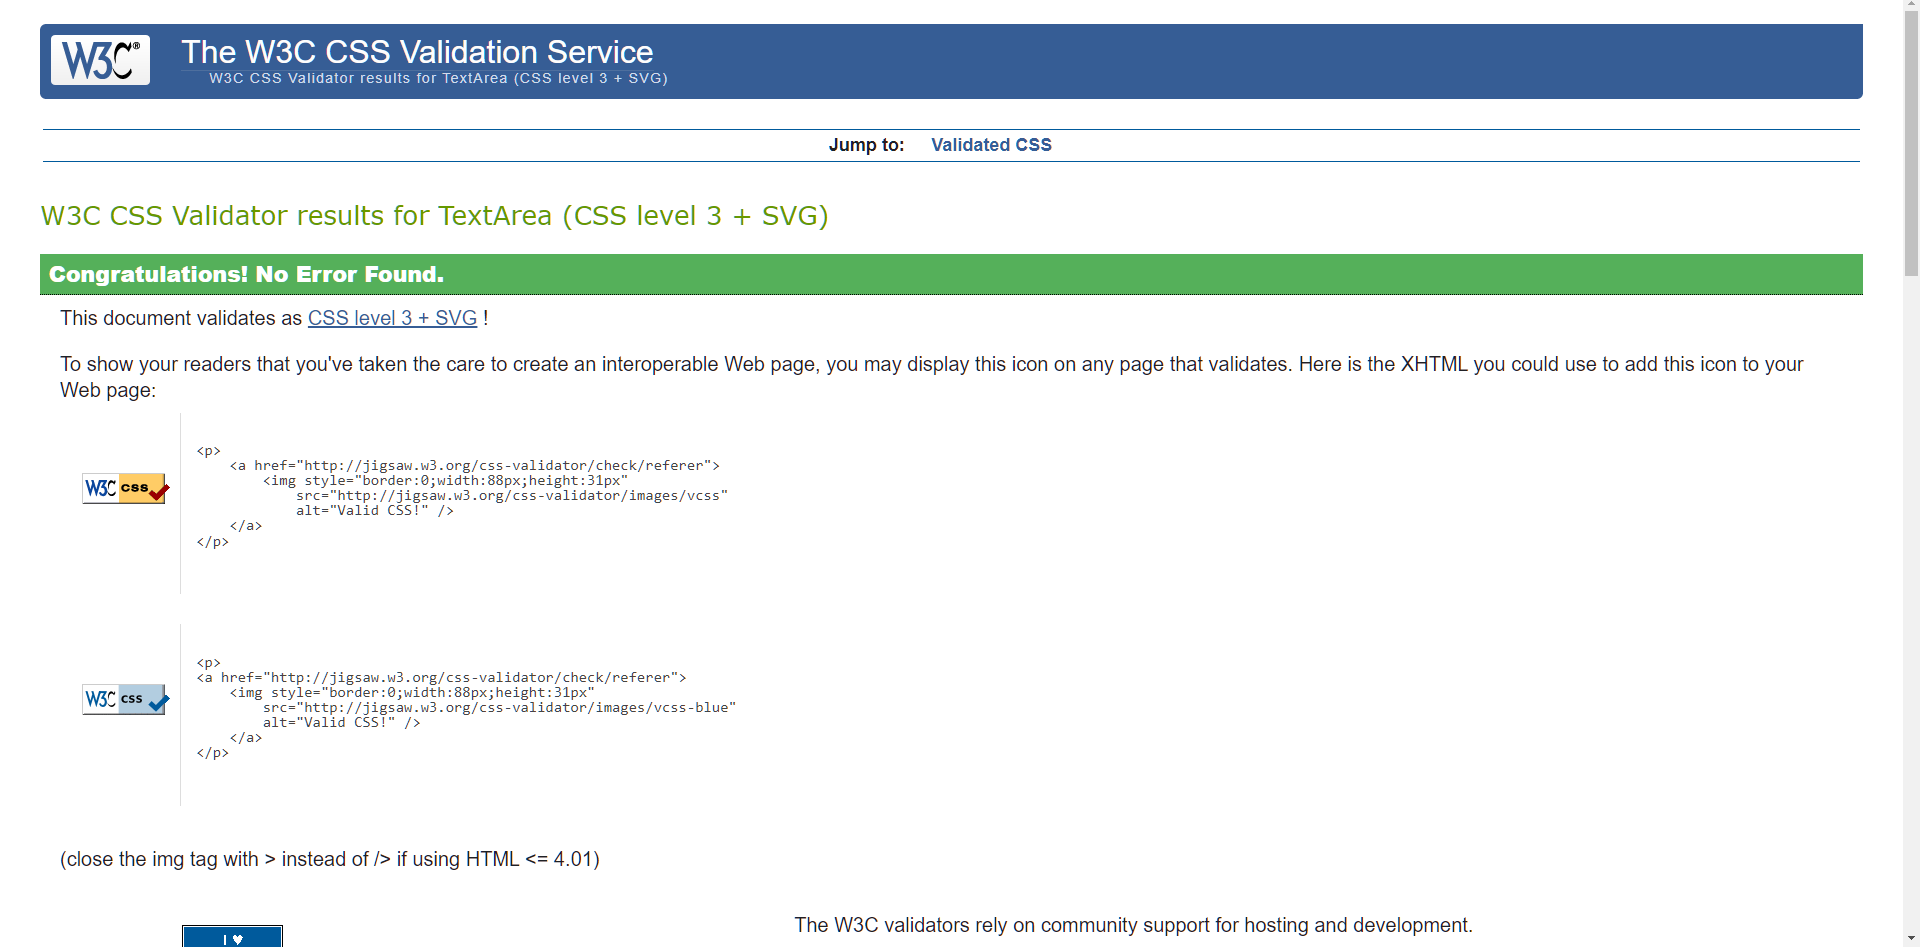 W3C®
The W3C CSS Validation Service
W3C CSS Validator results for TextArea (CSS level 3 + SVG)
Jump to: Validated CSS
W3C CSS Validator results for TextArea (CSS level 3 + SVG)
Congratulations! No Error Found.
This document validates as CSS level 3 + SVG !
To show your readers that you've taken the care to create an interoperable Web page, you may display this icon on any page that validates. Here is the XHTML you could use to add this icon to your
Web page:
W3C css
<p>
<a href="http://jigsaw.w3.org/css-validator/check/referer">
<img style="border:0;width:88px;height:31px"
src="http://jigsaw.w3.org/css-validator/images/vcss"
alt="Valid CSS!" />
</a>
</p>
W3C css
<p>
<a href="http://jigsaw.w3.org/css-validator/check/referer">
<img style="border:0;width:88px;height:31px"
src="http://jigsaw.w3.org/css-validator/images/vcss-blue"
alt="Valid CSS!" />
</a>
</p>
(close the img tag with > instead of /> if using HTML <= 4.01)
I ♥
The W3C validators rely on community support for hosting and development.